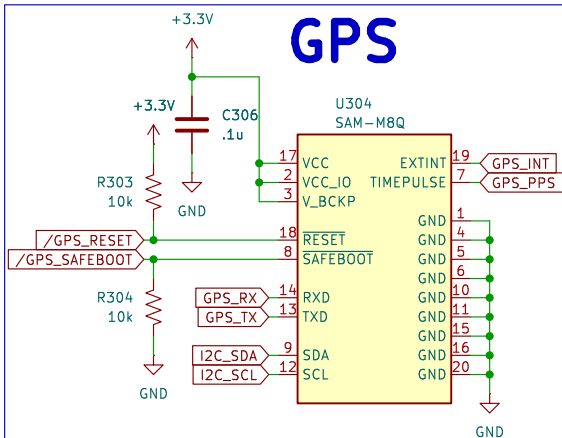 GPS
+3.3V
+3.3V
C306
.1u
GND
R303
10k
U304
SAM-M8Q
17 VCC
2 VCC_IO
3 V_BCKP
18 RESET
8 SAFEBOOT
14 RXD
13 TXD
9 SDA
12 SCL
EXTINT 19
TIMEPULSE 7
GND 1
GND 4
GND 5
GND 6
GND 10
GND 11
GND 15
GND 16
GND 20
GPS_INT
GPS_PPS
/GPS_RESET
/GPS_SAFEBOOT
GPS_RX
GPS_TX
I2C_SDA
I2C_SCL
R304
10k
GND
GND